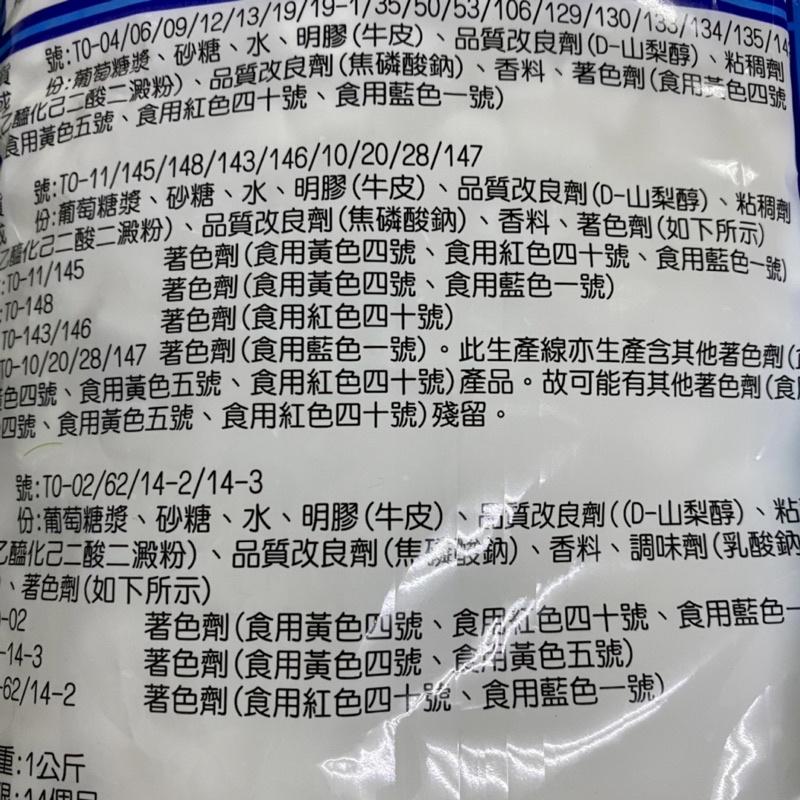 號:TO-04/06/09/12/13/19/19-1/35/50/53/106/129/130/133/134/135/14
份:葡萄糖漿、砂糖、水、明膠(牛皮)、品質改良劑(D-山梨醇)、粘稠劑
乙醯化己二酸二澱粉)、品質改良劑(焦磷酸鈉)、香料、著色劑(食用黃色四號
食用黃色五號、食用紅色四十號、食用藍色一號)
號:TO-11/145/148/143/146/10/20/28/147
份:葡萄糖漿、砂糖、水、明膠(牛皮)、品質改良劑(D-山梨醇)、粘稠劑
乙醯化己二酸二澱粉)、品質改良劑(焦磷酸鈉)、香料、著色劑(如下所示)
:TO-11/145 著色劑(食用黃色四號、食用紅色四十號、食用藍色一號)
:TO-148 著色劑(食用黃色四號、食用藍色一號)
TO-143/146 著色劑(食用紅色四十號)
TO-10/20/28/147 著色劑(食用藍色一號)。此生產線亦生產含其他著色劑(
色四號、食用黃色五號、食用紅色四十號)產品。故可能有其他著色劑(食
四號、食用黃色五號、食用紅色四十號)殘留。
號:TO-02/62/14-2/14-3
份:葡萄糖漿、砂糖、水、明膠(牛皮)、品質改良劑((D-山梨醇)、粘
乙醯化己二酸二澱粉)、品質改良劑(焦磷酸鈉)、香料、調味劑(乳酸鈉
、著色劑(如下所示)
-02 著色劑(食用黃色四號、食用紅色四十號、食用藍色一
-14-3 著色劑(食用黃色四號、食用黃色五號)
-62/14-2 著色劑(食用紅色四十號、食用藍色一號)
重:1公斤
限:14個月